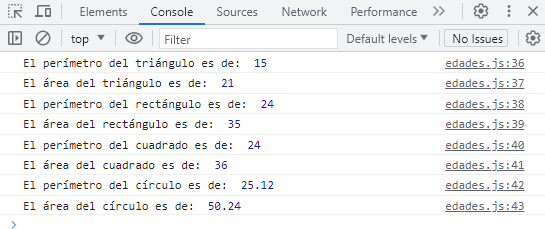 Elements Console Sources Network Performance
top Filter Default levels No Issues
El perímetro del triángulo es de: 15 edades.js:36
El área del triángulo es de: 21 edades.js:37
El perímetro del rectángulo es de: 24 edades.js:38
El área del rectángulo es de: 35 edades.js:39
El perímetro del cuadrado es de: 24 edades.js:40
El área del cuadrado es de: 36 edades.js:41
El perímetro del círculo es de: 25.12 edades.js:42
El área del círculo es de: 50.24 edades.js:43